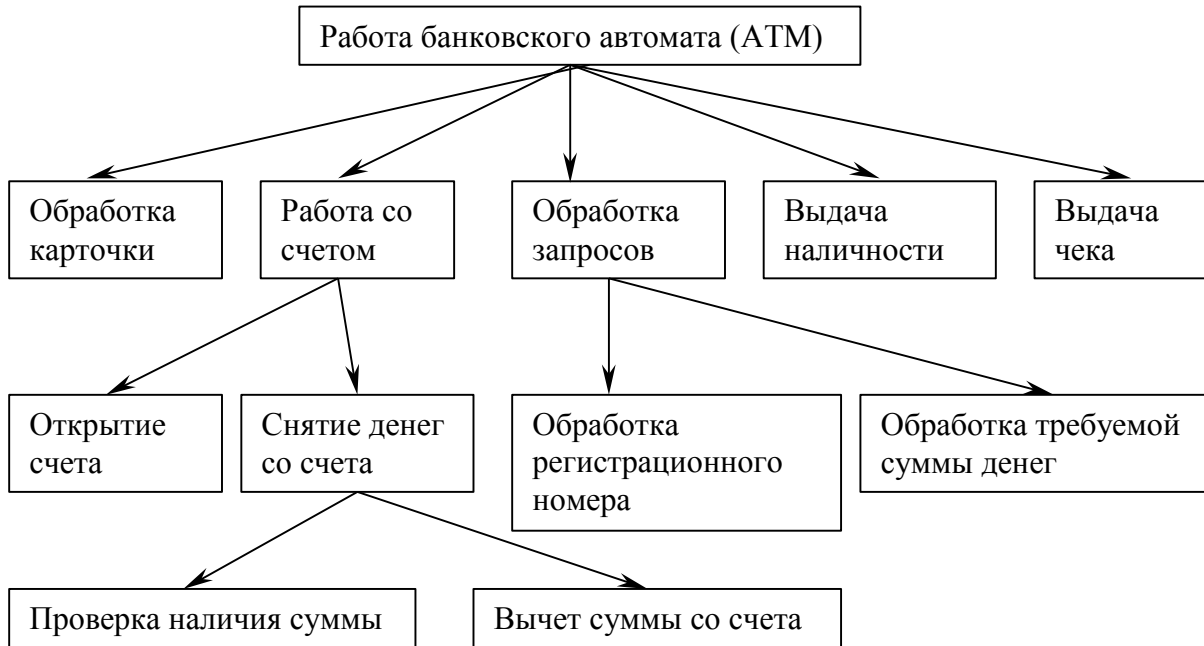 Работа банковского автомата (АТМ)
Обработка
карточки
Работа со
счетом
Обработка
запросов
Выдача
наличности
Выдача
чека
Открытие
счета
Снятие денег
со счета
Обработка
регистрационного
номера
Обработка требуемой
суммы денег
Проверка наличия суммы
Вычет суммы со счета